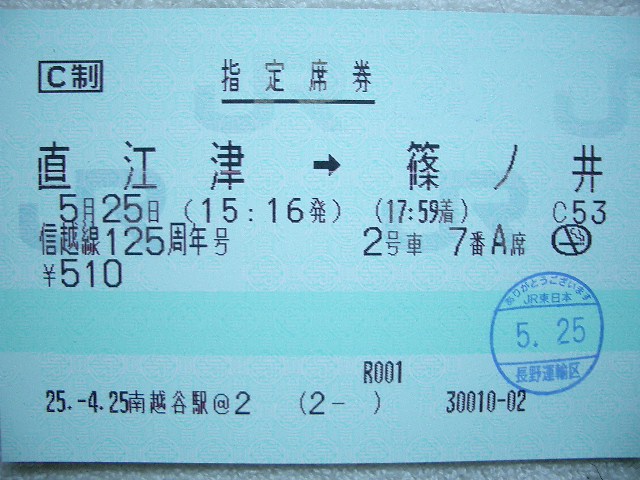 C制 指定席券
直江津 → 篠ノ井
5月25日 (15:16発) (17:59着) C53
信越線125周年号 2号車 7番A席
¥510
ありがとうございます
JR東日本
5.25
長野運輸区
R001
25.-4.25南越谷駅@2 (2- ) 30010-02